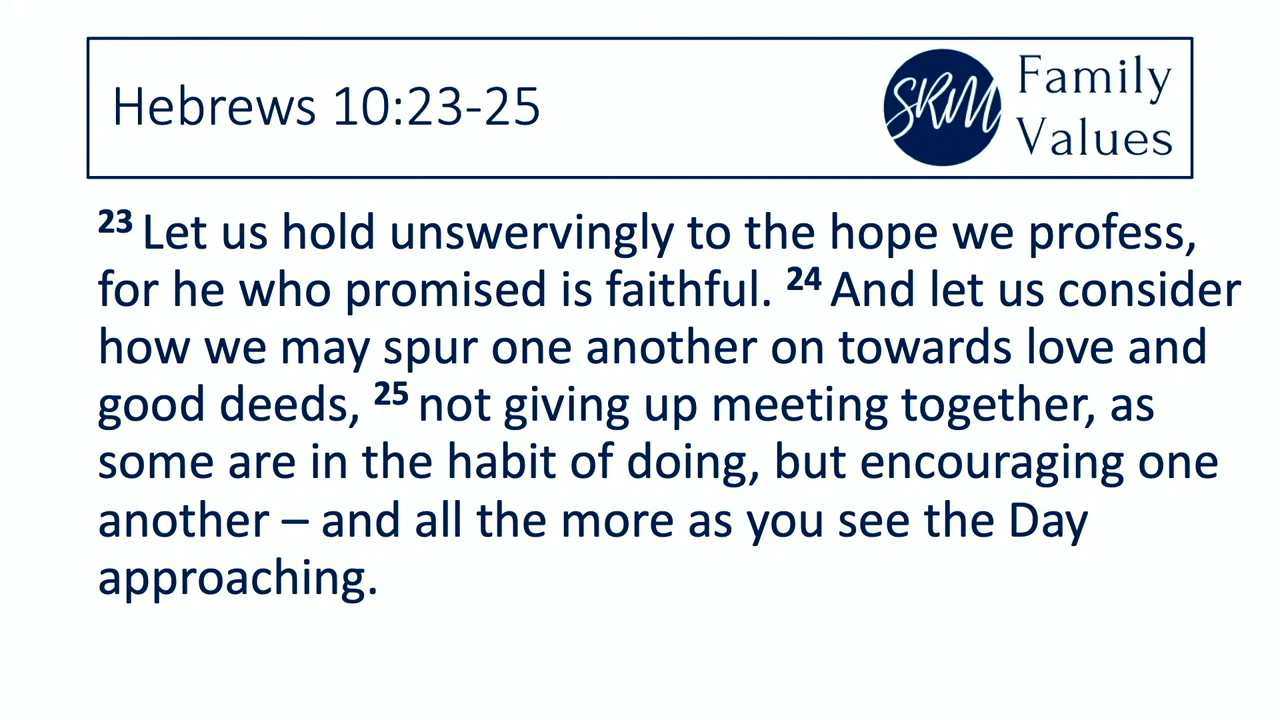 Hebrews 10:23-25
SRM
Family
Values
23 Let us hold unswervingly to the hope we profess,
for he who promised is faithful. 24 And let us consider
how we may spur one another on towards love and
good deeds, 25 not giving up meeting together, as
some are in the habit of doing, but encouraging one
another – and all the more as you see the Day
approaching.